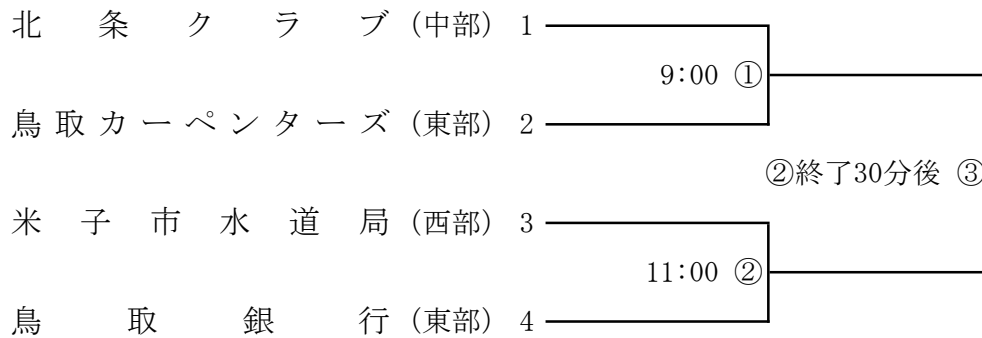 北条クラブ（中部） 1
9:00 ①
鳥取カーペンターズ（東部） 2
②終了30分後 ③
米子市水道局（西部） 3
11:00 ②
鳥取銀行（東部） 4